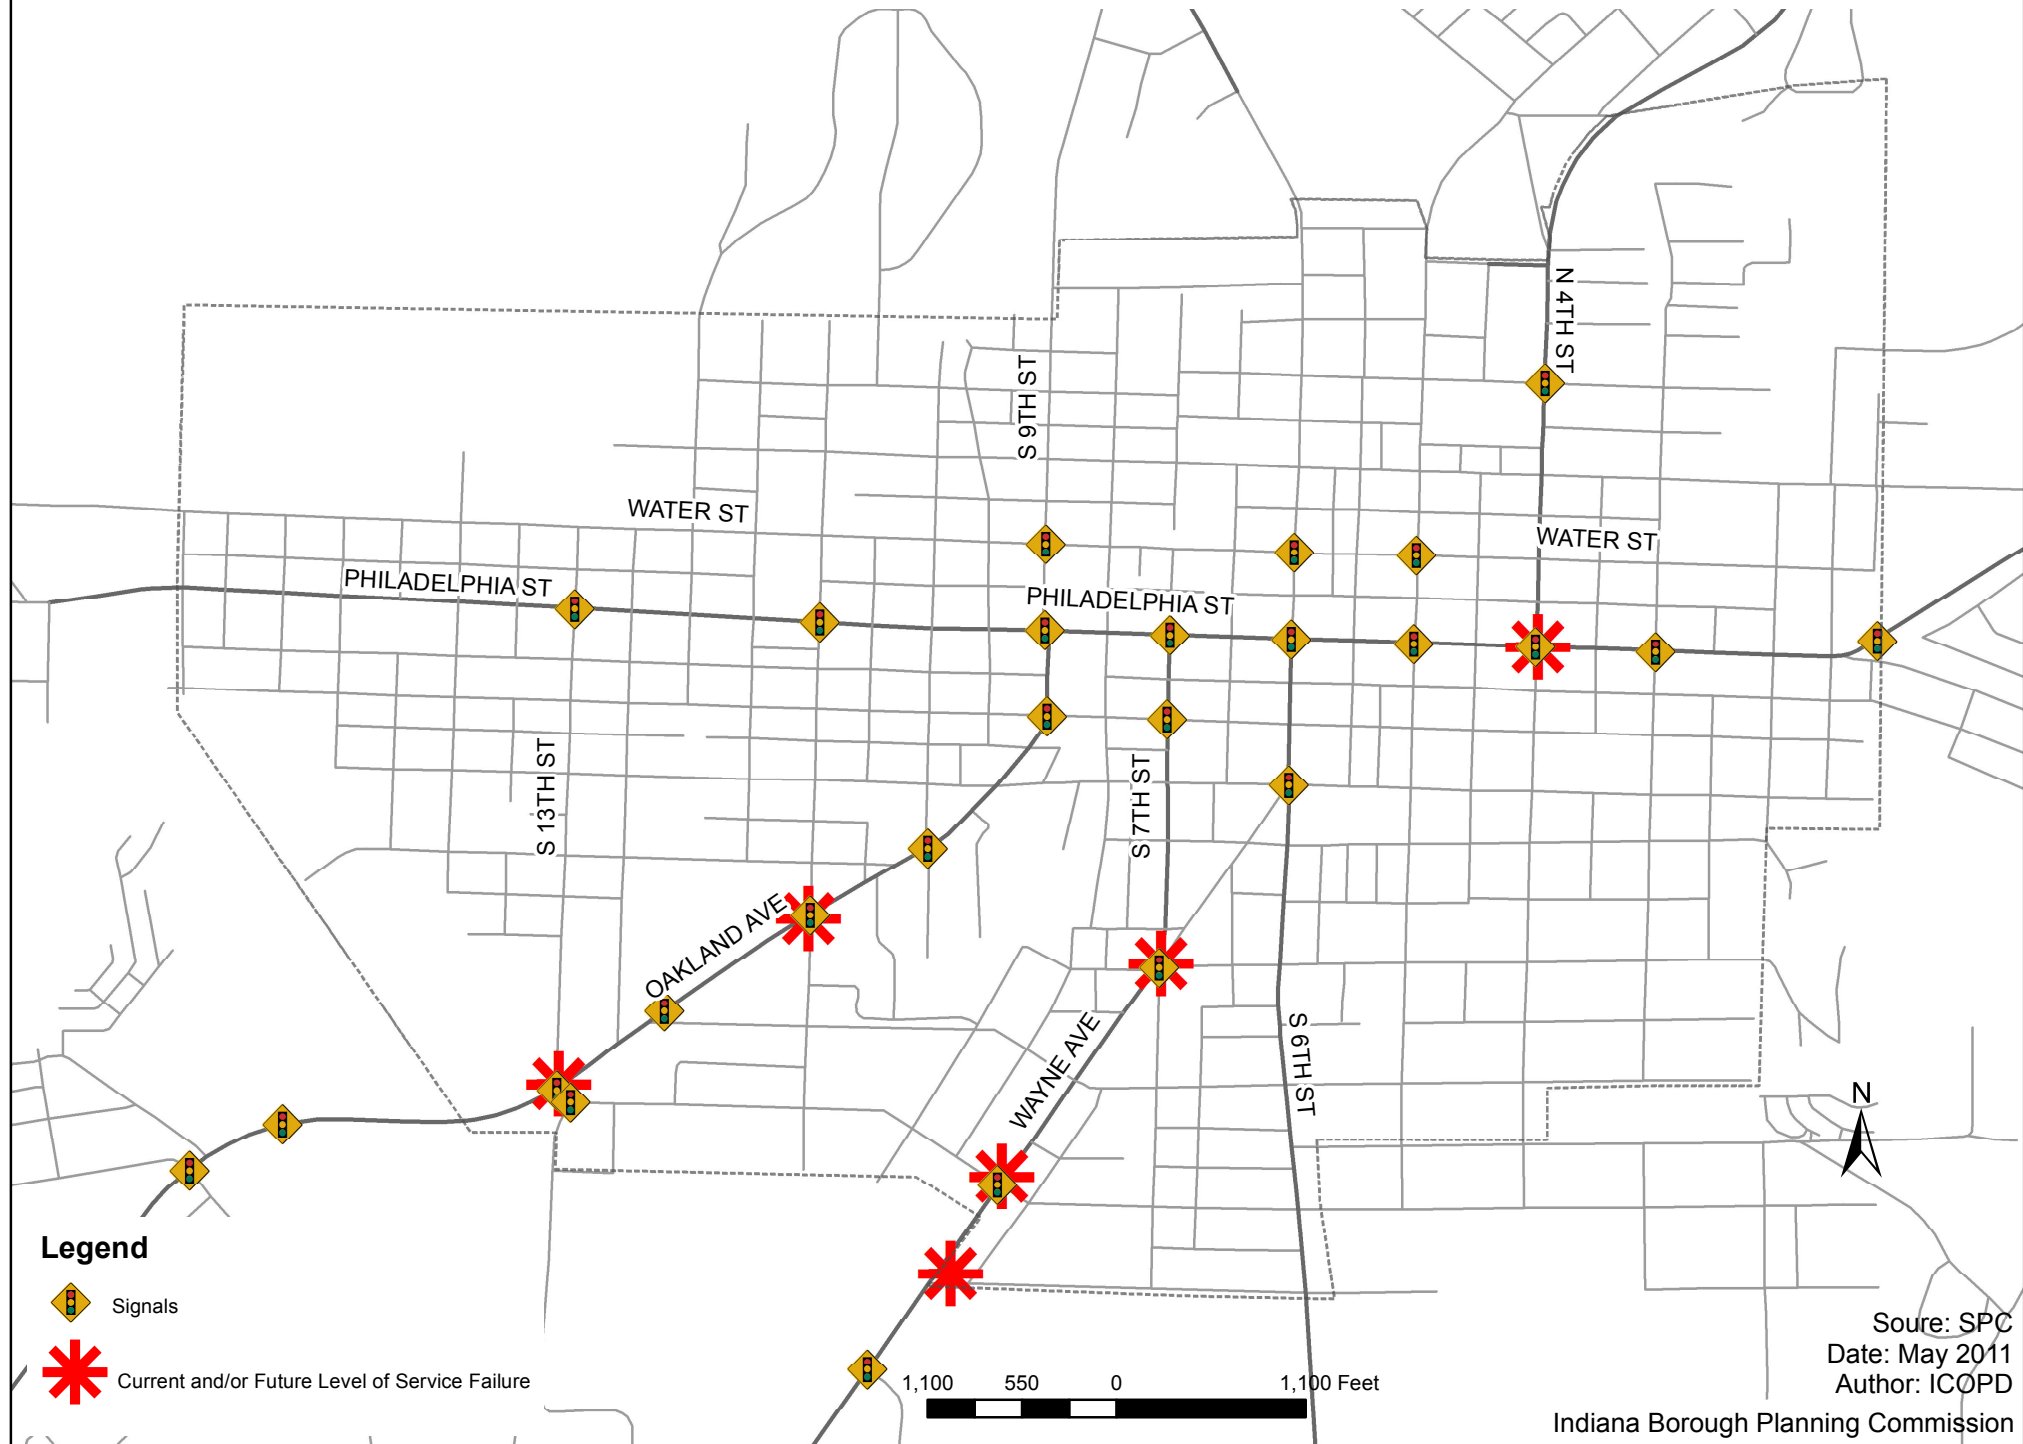 N 4TH ST
S 9TH ST
WATER ST
WATER ST
PHILADELPHIA ST
PHILADELPHIA ST
S 13TH ST
S 7TH ST
OAKLAND AVE
WAYNE AVE
S 6TH ST
N
Legend
Signals
Current and/or Future Level of Service Failure
1,100 550 0 1,100 Feet
Soure: SPC
Date: May 2011
Author: ICOPD
Indiana Borough Planning Commission